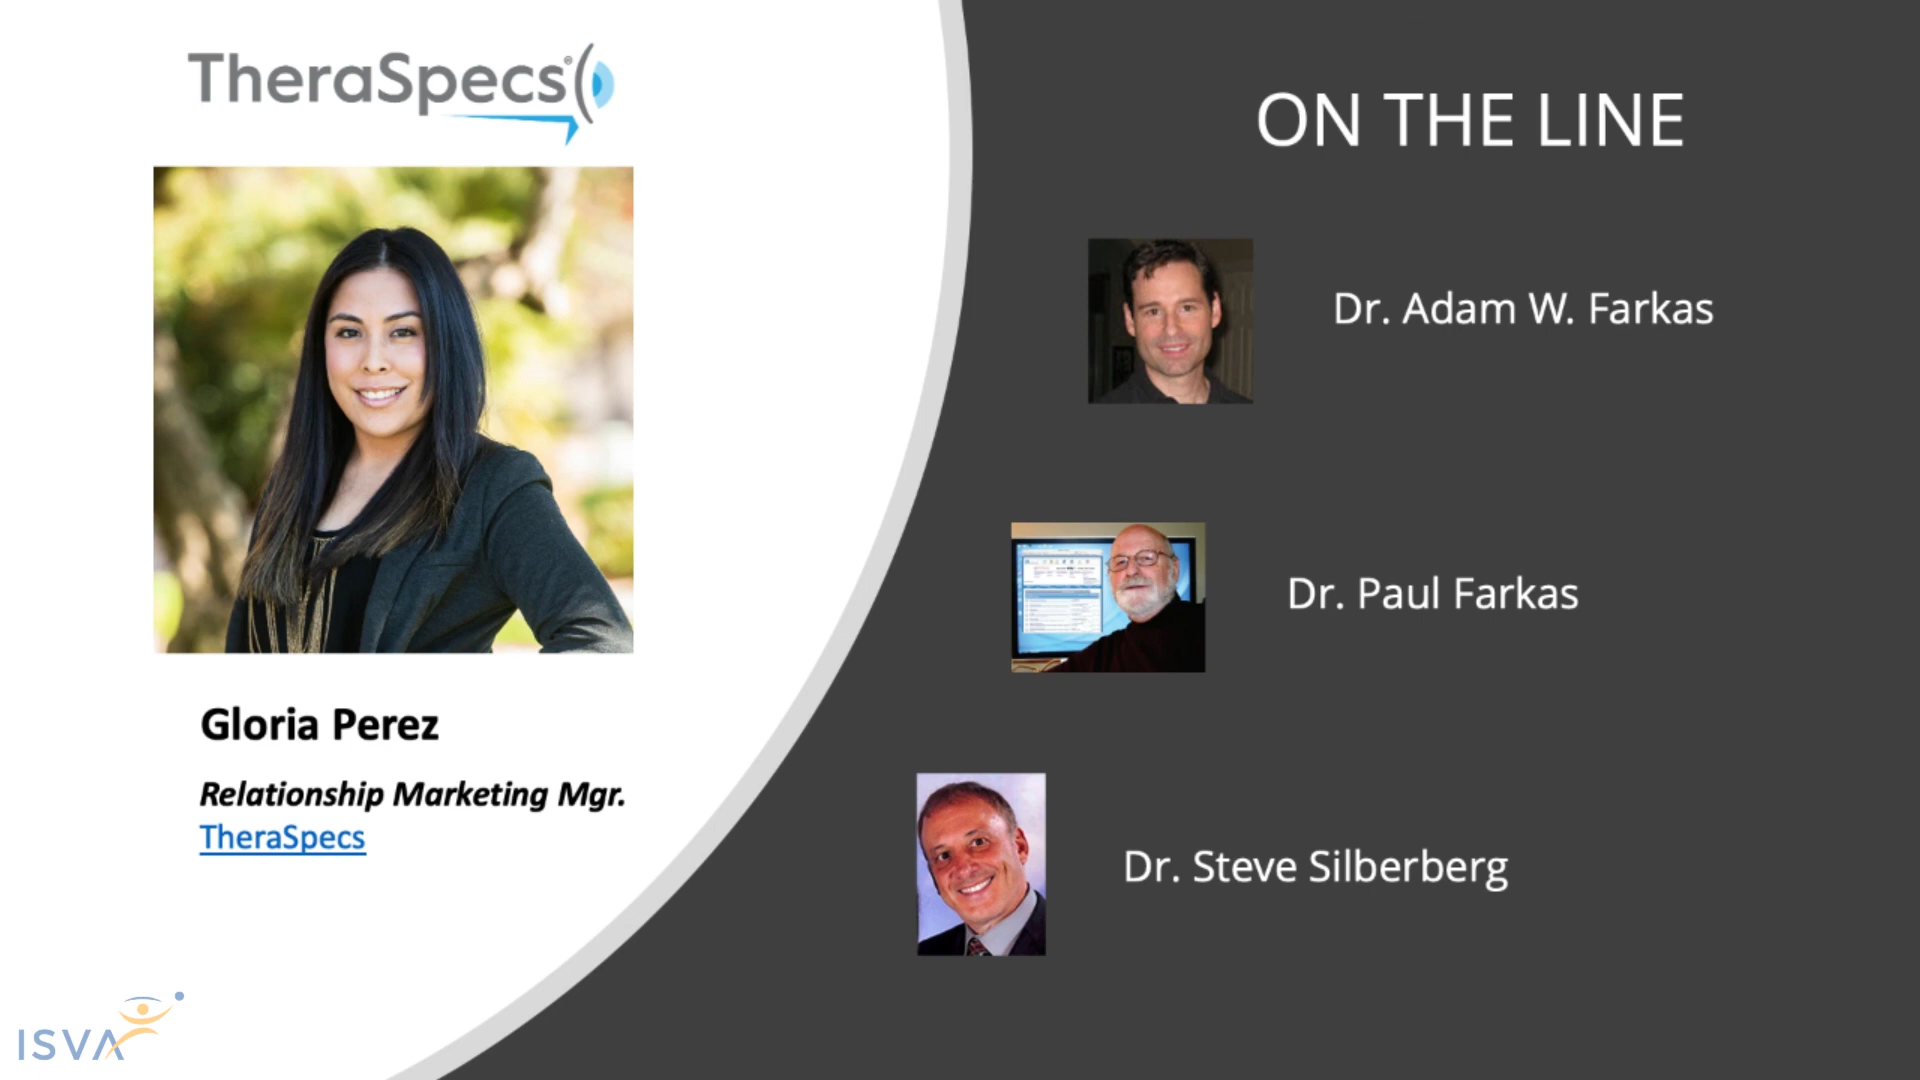 TheraSpecs®
Gloria Perez
Relationship Marketing Mgr.
TheraSpecs
ISVA
ON THE LINE
Dr. Adam W. Farkas
Dr. Paul Farkas
Dr. Steve Silberberg